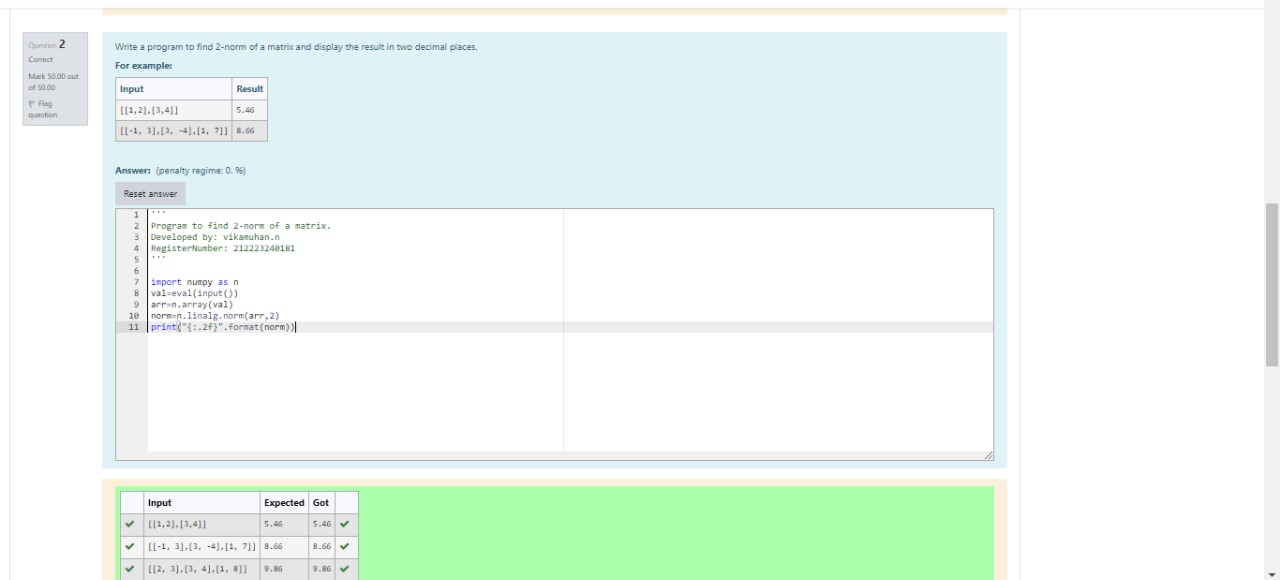 Question 2
Correct
Mark 50.00 out
of 50.00
Flag
question
Write a program to find 2-norm of a matrix and display the result in two decimal places.
For example:
Input Result
[[1,2],[3,4]] 5.46
[[-1, 3],[3, -4],[1, 7]] 8.66
Answer: (penalty regime: 0. %)
Reset answer
1 '''
2 Program to find 2-norm of a matrix.
3 Developed by: vikamuhan.n
4 RegisterNumber: 212223240181
5 '''
6
7 import numpy as n
8 val=eval(input())
9 arr=n.array(val)
10 norm=n.linalg.norm(arr,2)
11 print("{:.2f}".format(norm))
Input Expected Got
[[1,2],[3,4]] 5.46 5.46
[[-1, 3],[3, -4],[1, 7]] 8.66 8.66
[[2, 3],[3, 4],[1, 8]] 9.86 9.86